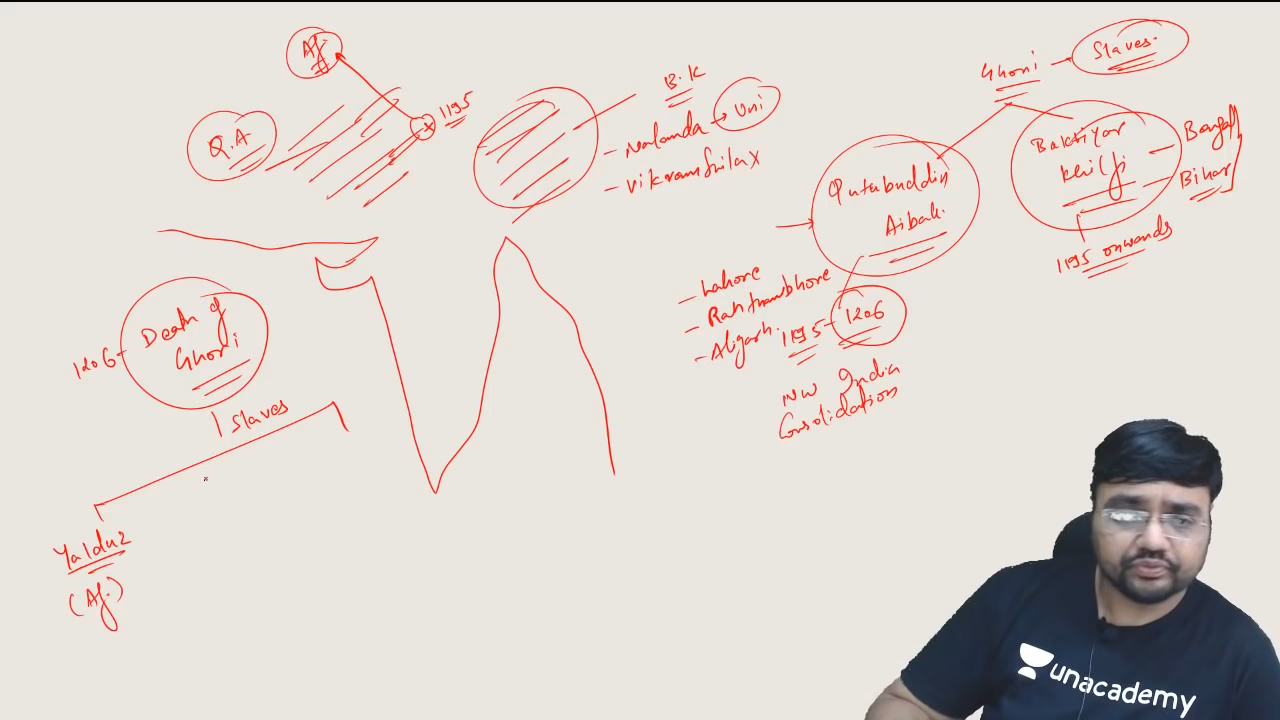 Af.
Q.A
1195
B.K
- Nalanda → Uni
- Vikramshila x
Ghori → Slaves.
Qutubuddin
Aibak.
Baktiyar
Khilji
- Bengal
- Bihar
1195 onwards
- Lahore
- Ranthambhore
- Aligarh.
1195 - 1206
NW India
Consolidation
1206 - Death of
Ghori
Slaves
Yalduz
(Af.)
unacademy